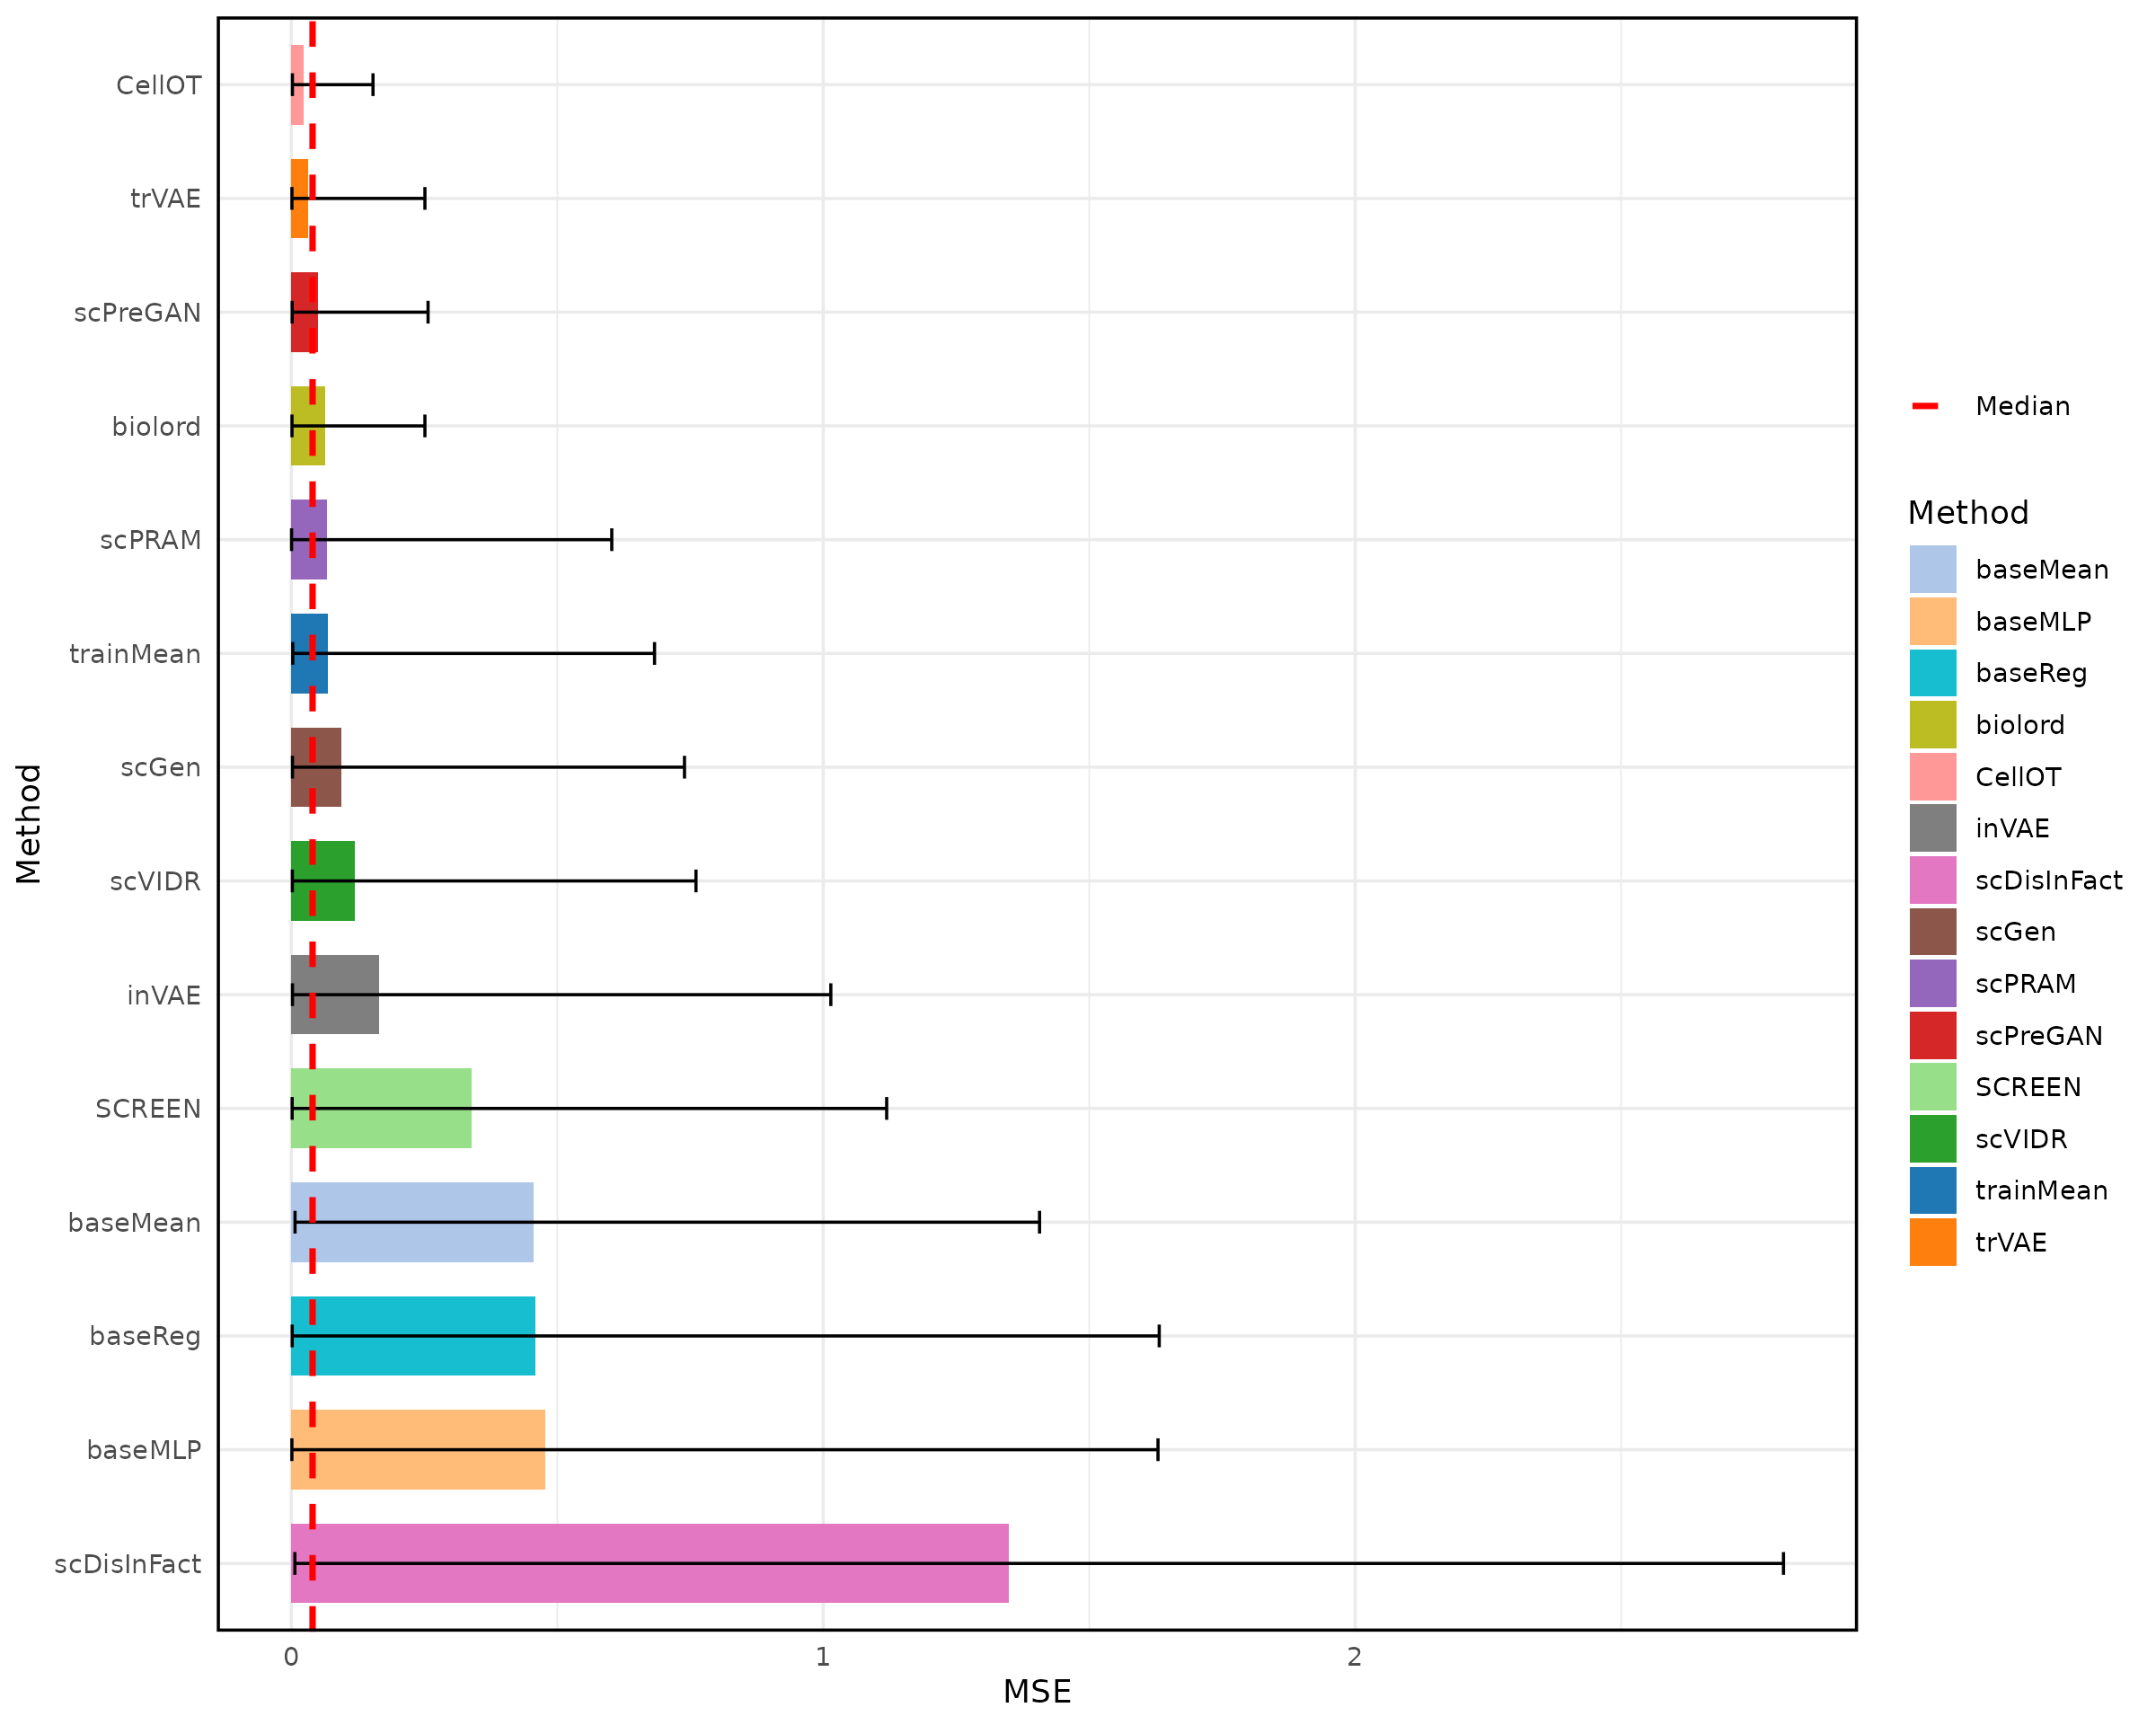 CellOT
trVAE
scPreGAN
biolord
scPRAM
trainMean
scGen
scVIDR
inVAE
SCREEN
baseMean
baseReg
baseMLP
scDisInFact
Method
0 1 2
MSE
Median
Method
baseMean
baseMLP
baseReg
biolord
CellOT
inVAE
scDisInFact
scGen
scPRAM
scPreGAN
SCREEN
scVIDR
trainMean
trVAE